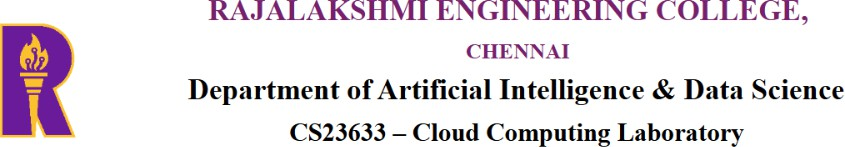 RAJALAKSHMI ENGINEERING COLLEGE,
CHENNAI
Department of Artificial Intelligence & Data Science
CS23633 – Cloud Computing Laboratory